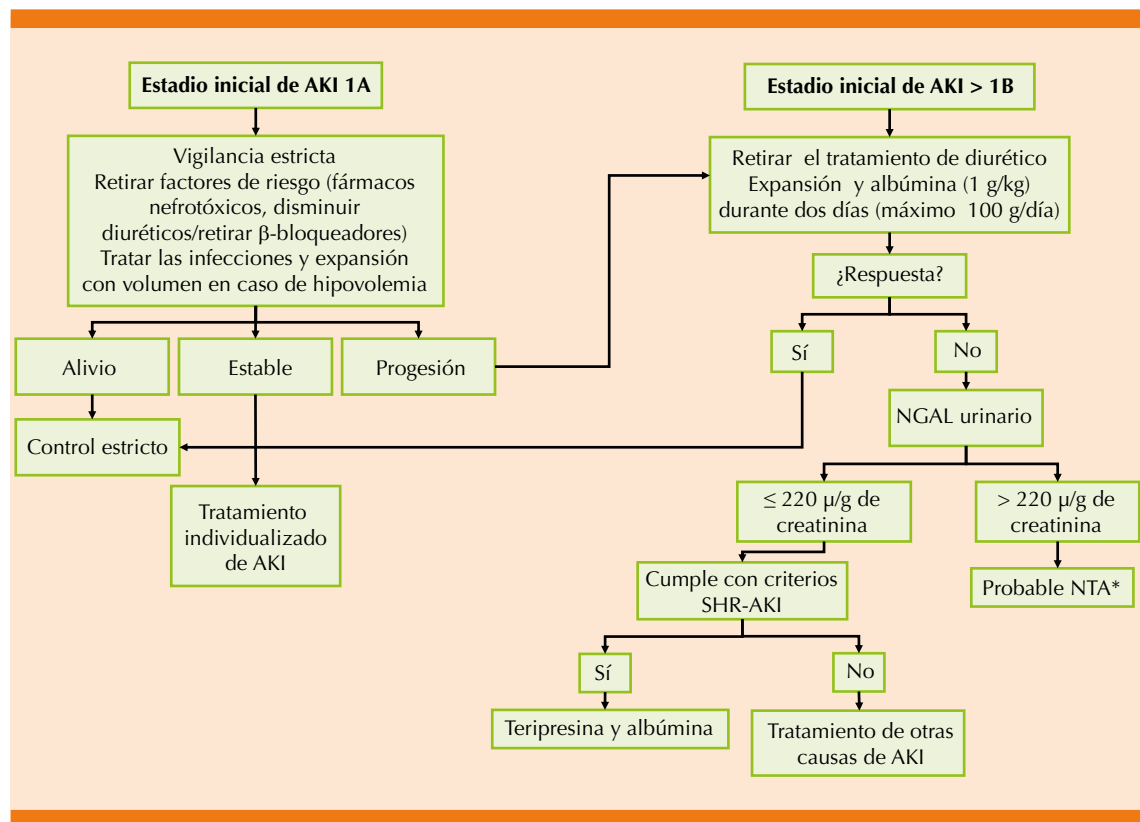 Estadio inicial de AKI 1A
Vigilancia estricta
Retirar factores de riesgo (fármacos
nefrotóxicos, disminuir
diuréticos/retirar β-bloqueadores)
Tratar las infecciones y expansión
con volumen en caso de hipovolemia
Alivio
Estable
Progesión
Control estricto
Tratamiento
individualizado
de AKI
Estadio inicial de AKI > 1B
Retirar el tratamiento de diurético
Expansión y albúmina (1 g/kg)
durante dos días (máximo 100 g/día)
¿Respuesta?
Sí
No
NGAL urinario
≤ 220 μ/g de
creatinina
> 220 μ/g de
creatinina
Cumple con criterios
SHR-AKI
Probable NTA*
Sí
No
Teripresina y albúmina
Tratamiento de otras
causas de AKI